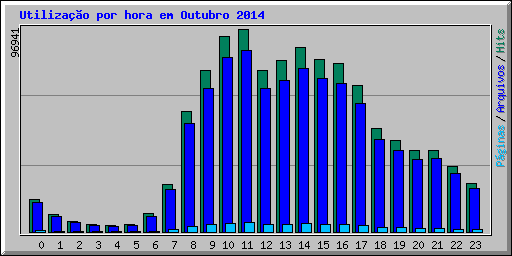 Utilização por hora em Outubro 2014
96941
Páginas / Arquivos / Hits
0 1 2 3 4 5 6 7 8 9 10 11 12 13 14 15 16 17 18 19 20 21 22 23